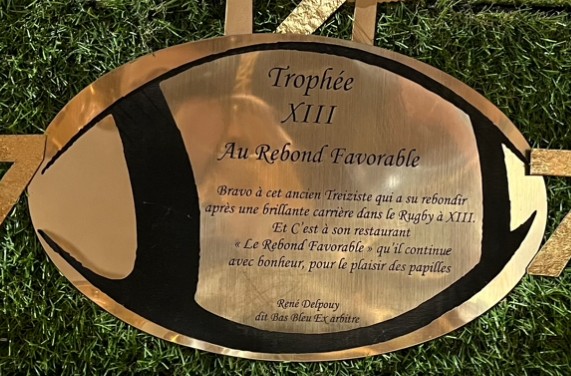 Trophée
XIII
Au Rebond Favorable
Bravo à cet ancien Treiziste qui a su rebondir
après une brillante carrière dans le Rugby à XIII.
Et C'est à son restaurant
« Le Rebond Favorable » qu'il continue
avec bonheur, pour le plaisir des papilles
René Delpouy
dit Bas Bleu Ex arbitre